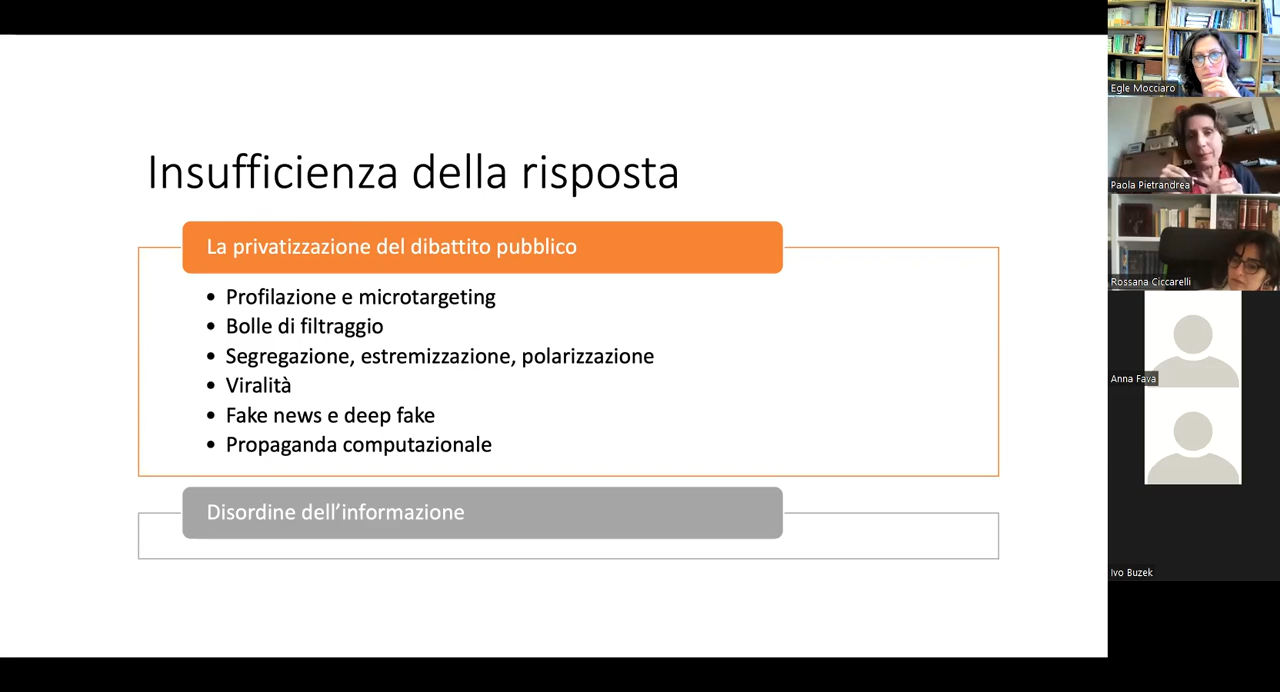 Insufficienza della risposta
La privatizzazione del dibattito pubblico
• Profilazione e microtargeting
• Bolle di filtraggio
• Segregazione, estremizzazione, polarizzazione
• Viralità
• Fake news e deep fake
• Propaganda computazionale
Disordine dell’informazione
Egle Mocciaro
Paola Pietrandrea
Rossana Ciccarelli
Anna Fava
Ivo Buzek